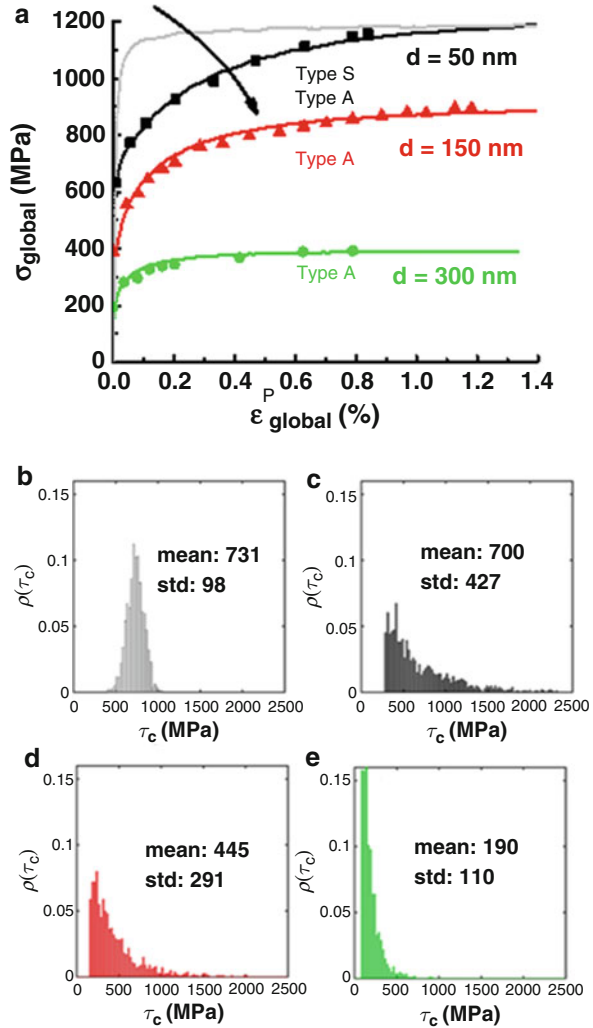 a
1200
1000
800
600
400
200
0
σglobal (MPa)
Type S
Type A
d = 50 nm
Type A
d = 150 nm
Type A
d = 300 nm
0.0 0.2 0.4 0.6 0.8 1.0 1.2 1.4
ε^P global (%)
b
0.15
0.1
0.05
0
ρ(τc)
mean: 731
std: 98
0 500 1000 1500 2000 2500
τc (MPa)
c
0.15
0.1
0.05
0
ρ(τc)
mean: 700
std: 427
0 500 1000 1500 2000 2500
τc (MPa)
d
0.15
0.1
0.05
0
ρ(τc)
mean: 445
std: 291
0 500 1000 1500 2000 2500
τc (MPa)
e
0.15
0.1
0.05
0
ρ(τc)
mean: 190
std: 110
0 500 1000 1500 2000 2500
τc (MPa)